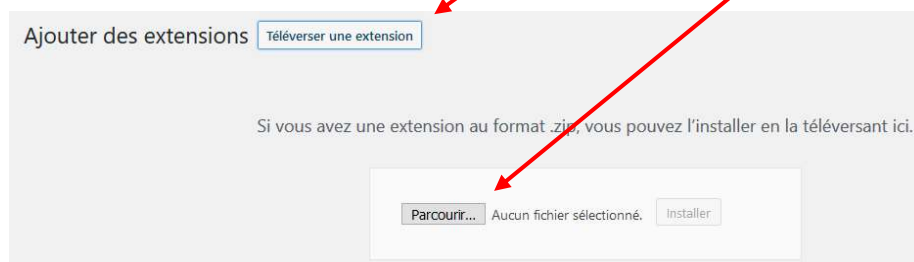 Ajouter des extensions Téléverser une extension
Si vous avez une extension au format .zip, vous pouvez l'installer en la téléversant ici.
Parcourir... Aucun fichier sélectionné. Installer